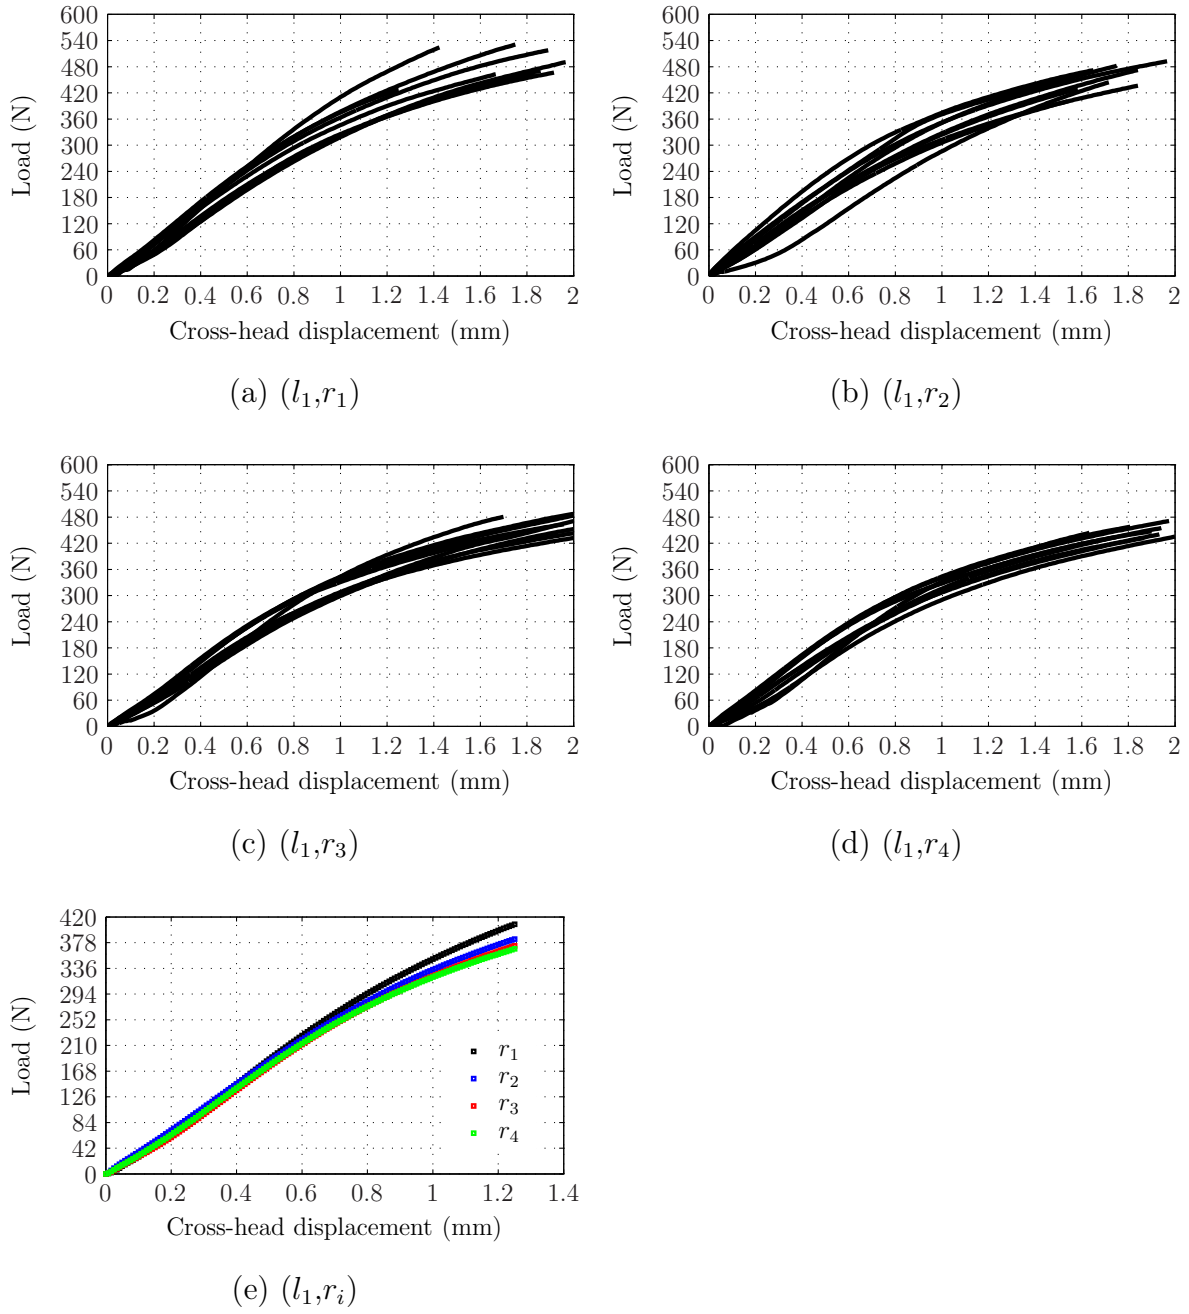 600
540
480
420
360
300
240
180
120
60
0
Load (N)
0 0.2 0.4 0.6 0.8 1 1.2 1.4 1.6 1.8 2
Cross-head displacement (mm)
(a) (l₁,r₁)
600
540
480
420
360
300
240
180
120
60
0
Load (N)
0 0.2 0.4 0.6 0.8 1 1.2 1.4 1.6 1.8 2
Cross-head displacement (mm)
(b) (l₁,r₂)
600
540
480
420
360
300
240
180
120
60
0
Load (N)
0 0.2 0.4 0.6 0.8 1 1.2 1.4 1.6 1.8 2
Cross-head displacement (mm)
(c) (l₁,r₃)
600
540
480
420
360
300
240
180
120
60
0
Load (N)
0 0.2 0.4 0.6 0.8 1 1.2 1.4 1.6 1.8 2
Cross-head displacement (mm)
(d) (l₁,r₄)
420
378
336
294
252
210
168
126
84
42
0
Load (N)
r₁
r₂
r₃
r₄
0 0.2 0.4 0.6 0.8 1 1.2 1.4
Cross-head displacement (mm)
(e) (l₁,rᵢ)